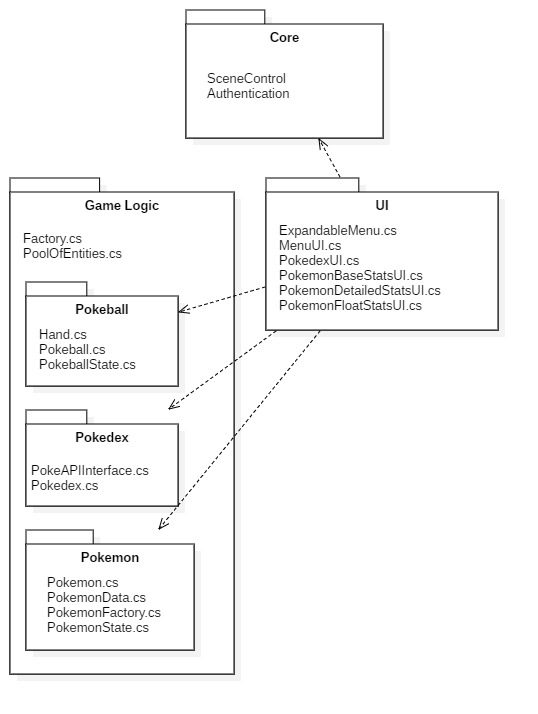 Core
SceneControl
Authentication
Game Logic
Factory.cs
PoolOfEntities.cs
Pokeball
Hand.cs
Pokeball.cs
PokeballState.cs
Pokedex
PokeAPIInterface.cs
Pokedex.cs
Pokemon
Pokemon.cs
PokemonData.cs
PokemonFactory.cs
PokemonState.cs
UI
ExpandableMenu.cs
MenuUI.cs
PokedexUI.cs
PokemonBaseStatsUI.cs
PokemonDetailedStatsUI.cs
PokemonFloatStatsUI.cs